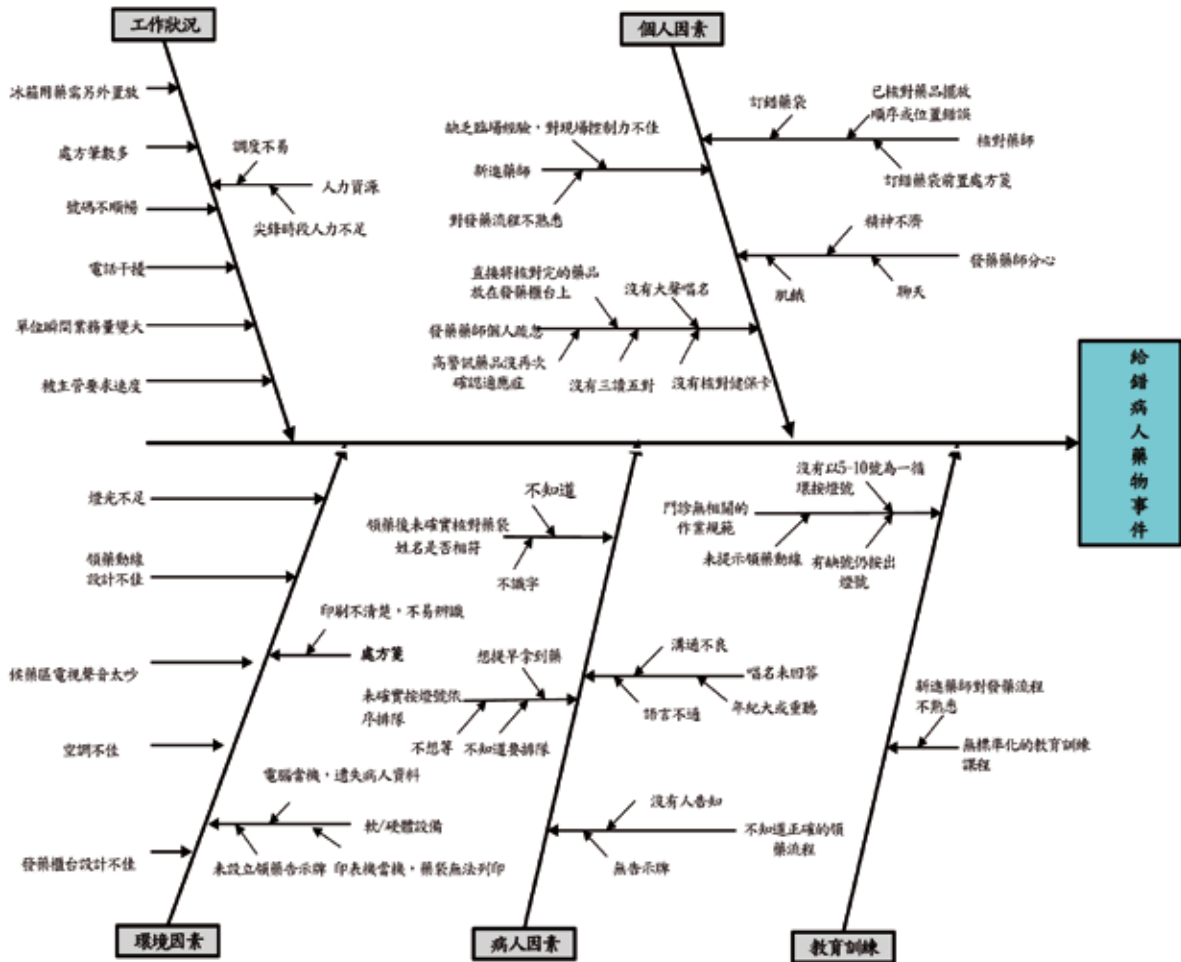 工作狀況
個人因素
冰箱用藥需另外置放
處方筆數多
號碼不順暢
電話干擾
單位瞬間業務量變大
被主管要求速度
調度不易
人力資源
尖鋒時段人力不足
缺乏臨場經驗，對現場控制力不佳
新進藥師
對發藥流程不熟悉
訂錯藥袋
已核對藥品擺放
順序或位置錯誤
核對藥師
訂錯藥袋前置處方箋
精神不濟
發藥藥師分心
肌餓
聊天
直接將核對完的藥品
放在發藥櫃台上
沒有大聲唱名
發藥藥師個人疏忽
高警訊藥品沒再次
確認適應症
沒有三讀五對
沒有核對健保卡
給錯病人藥物事件
燈光不足
領藥動線
設計不佳
候藥區電視聲音太吵
空調不佳
發藥櫃台設計不佳
印刷不清楚，不易辨識
處方箋
電腦當機，遺失病人資料
軟/硬體設備
未設立領藥告示牌
印表機當機，藥袋無法列印
不知道
領藥後未確實核對藥袋
姓名是否相符
不識字
想提早拿到藥
未確實按燈號依
序排隊
不想等
不知道要排隊
溝通不良
唱名未回答
語言不通
年紀大或重聽
沒有人告知
不知道正確的領
藥流程
無告示牌
沒有以5-10號為一循
環按燈號
門診無相關的
作業規範
未提示領藥動線
有缺號仍按出
燈號
新進藥師對發藥流程
不熟悉
無標準化的教育訓練
課程
環境因素
病人因素
教育訓練